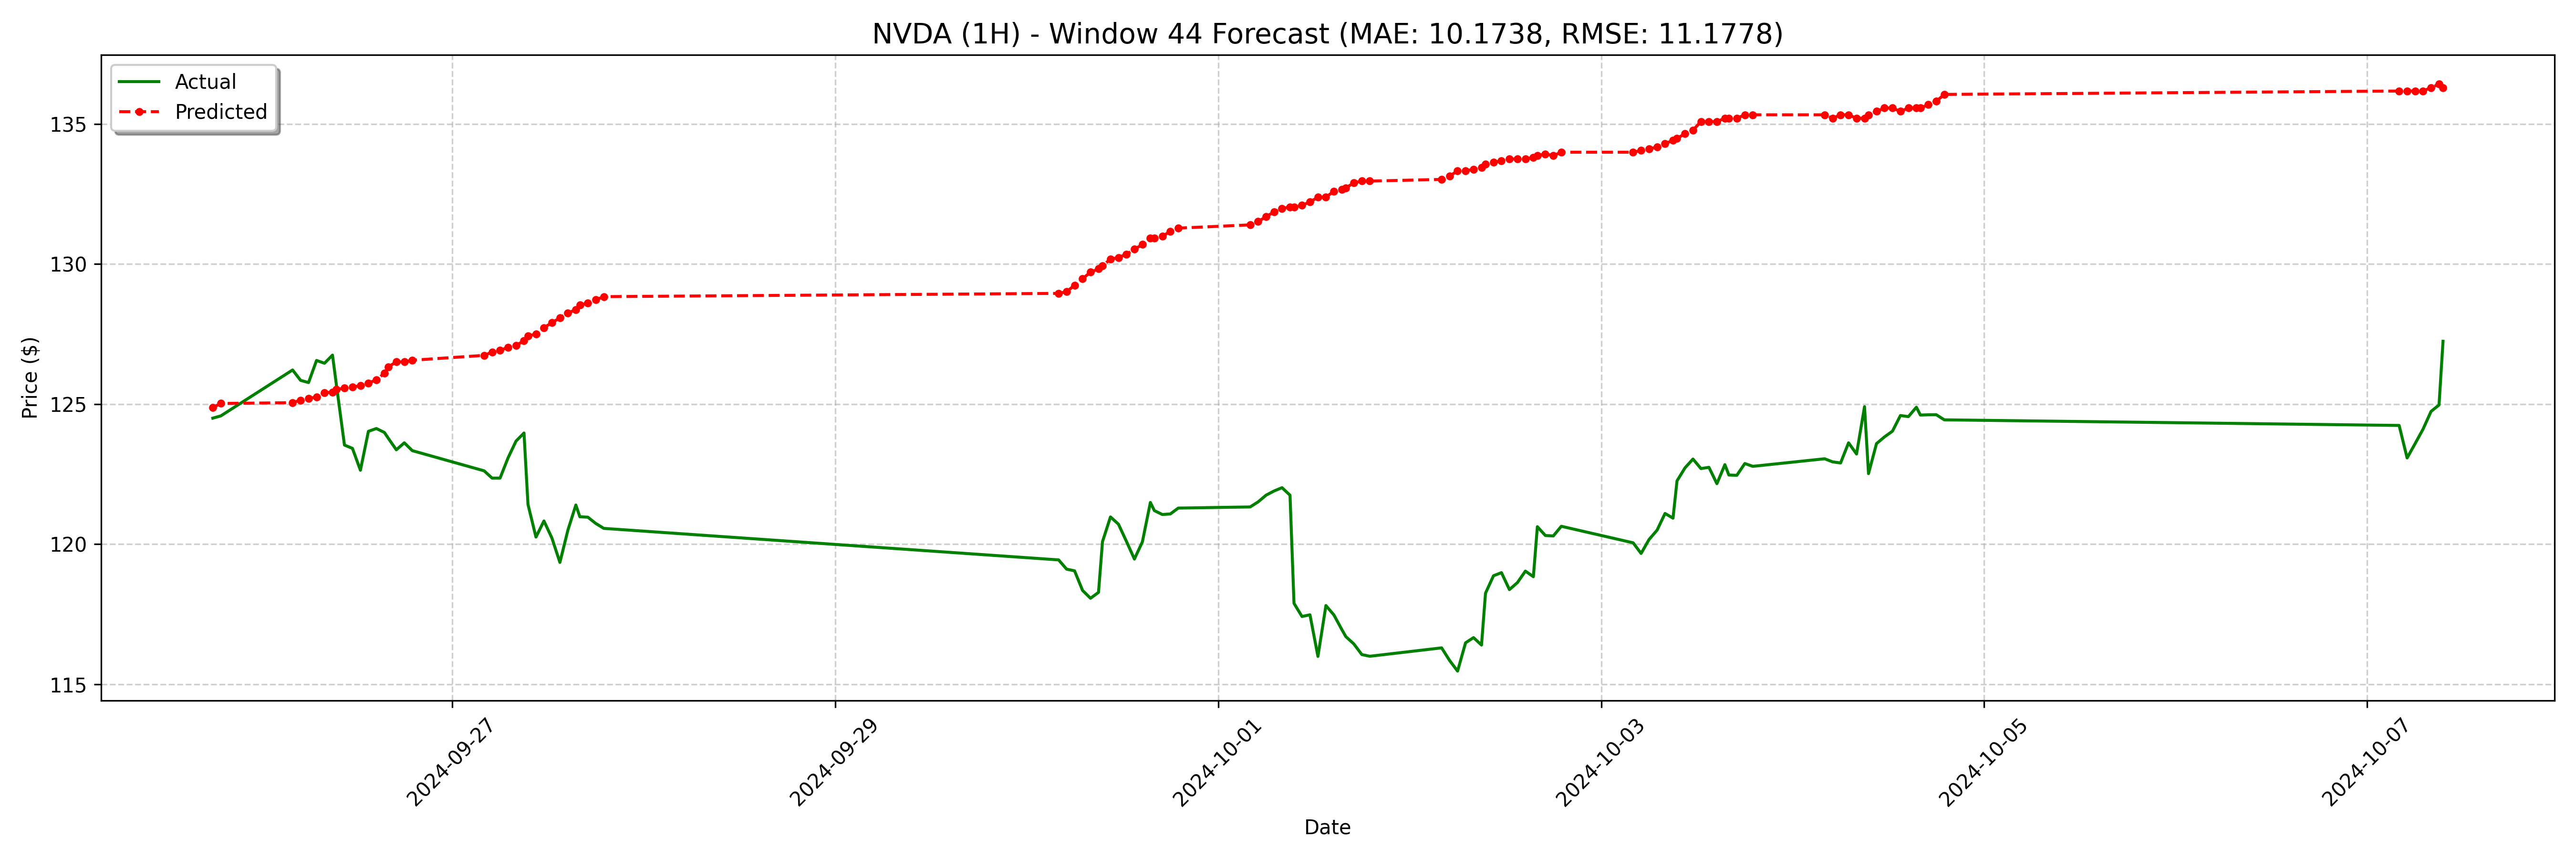 NVDA (1H) - Window 44 Forecast (MAE: 10.1738, RMSE: 11.1778)
Actual
Predicted
Price ($)
135
130
125
120
115
2024-09-27
2024-09-29
2024-10-01
2024-10-03
2024-10-05
2024-10-07
Date